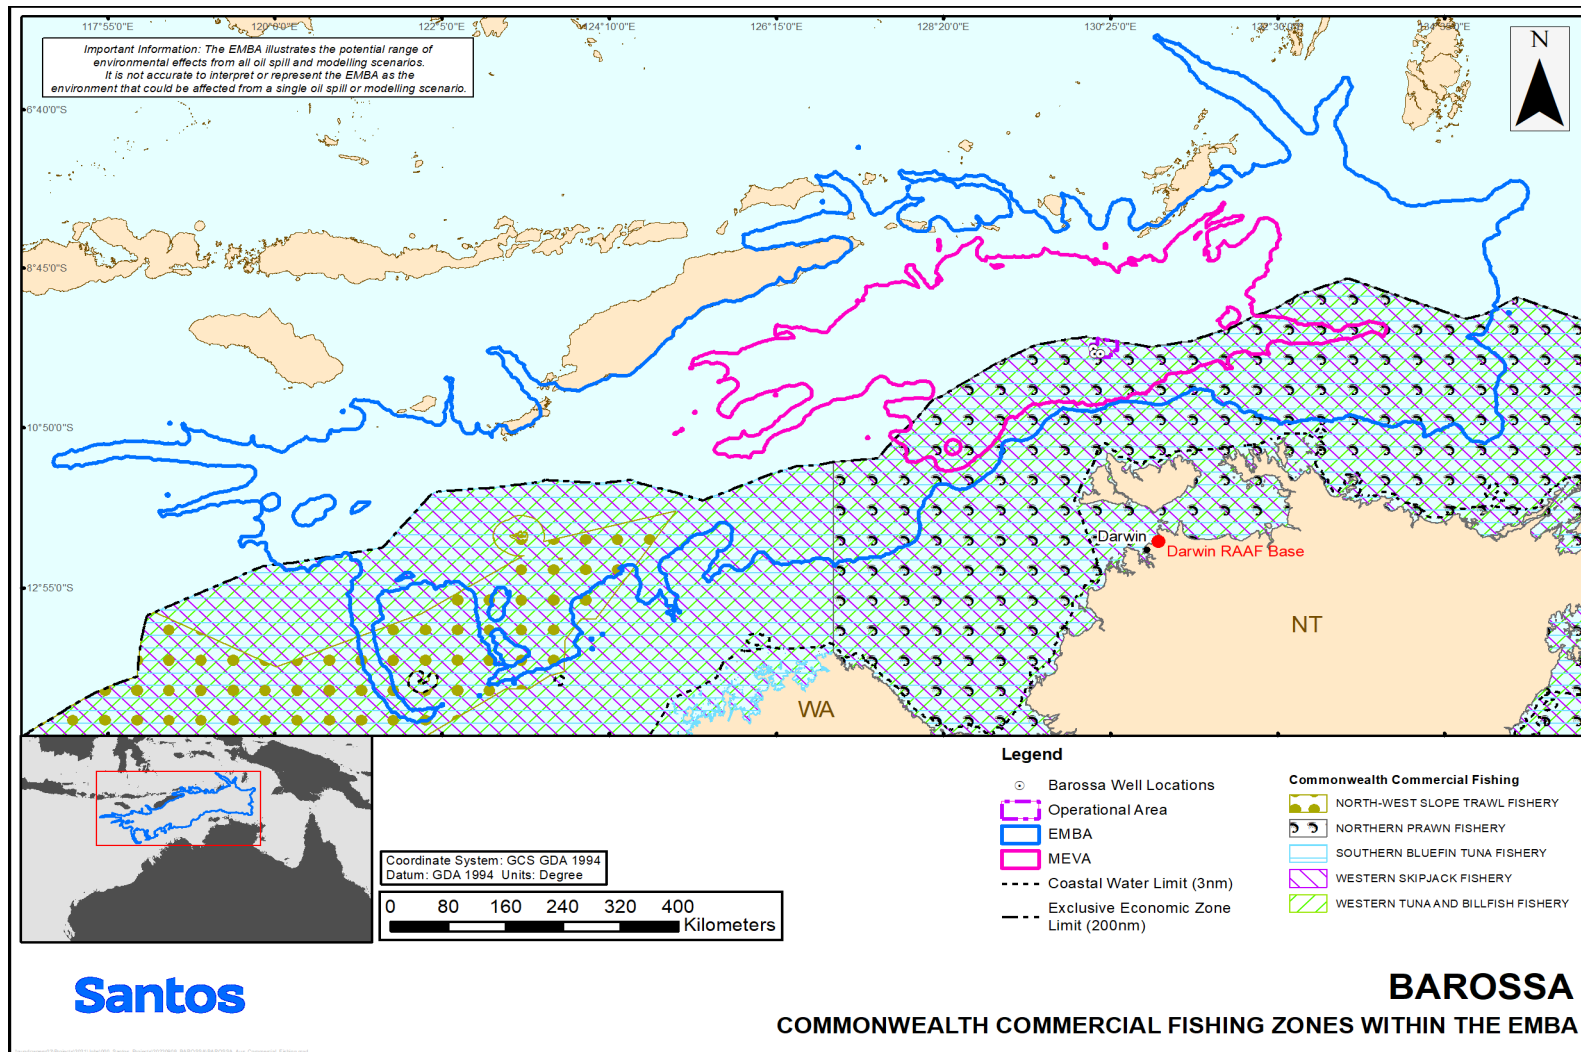 117°55'0"E
120°0'0"E
122°5'0"E
124°10'0"E
126°15'0"E
128°20'0"E
130°25'0"E
132°30'0"E
134°35'0"E
Important Information: The EMBA illustrates the potential range of
environmental effects from all oil spill and modelling scenarios.
It is not accurate to interpret or represent the EMBA as the
environment that could be affected from a single oil spill or modelling scenario.
N
6°40'0"S
8°45'0"S
10°50'0"S
12°55'0"S
Darwin
Darwin RAAF Base
NT
WA
Legend
Barossa Well Locations
Operational Area
EMBA
MEVA
Coastal Water Limit (3nm)
Exclusive Economic Zone
Limit (200nm)
Commonwealth Commercial Fishing
NORTH-WEST SLOPE TRAWL FISHERY
NORTHERN PRAWN FISHERY
SOUTHERN BLUEFIN TUNA FISHERY
WESTERN SKIPJACK FISHERY
WESTERN TUNA AND BILLFISH FISHERY
Coordinate System: GCS GDA 1994
Datum: GDA 1994 Units: Degree
0 80 160 240 320 400
Kilometers
Santos
BAROSSA
COMMONWEALTH COMMERCIAL FISHING ZONES WITHIN THE EMBA